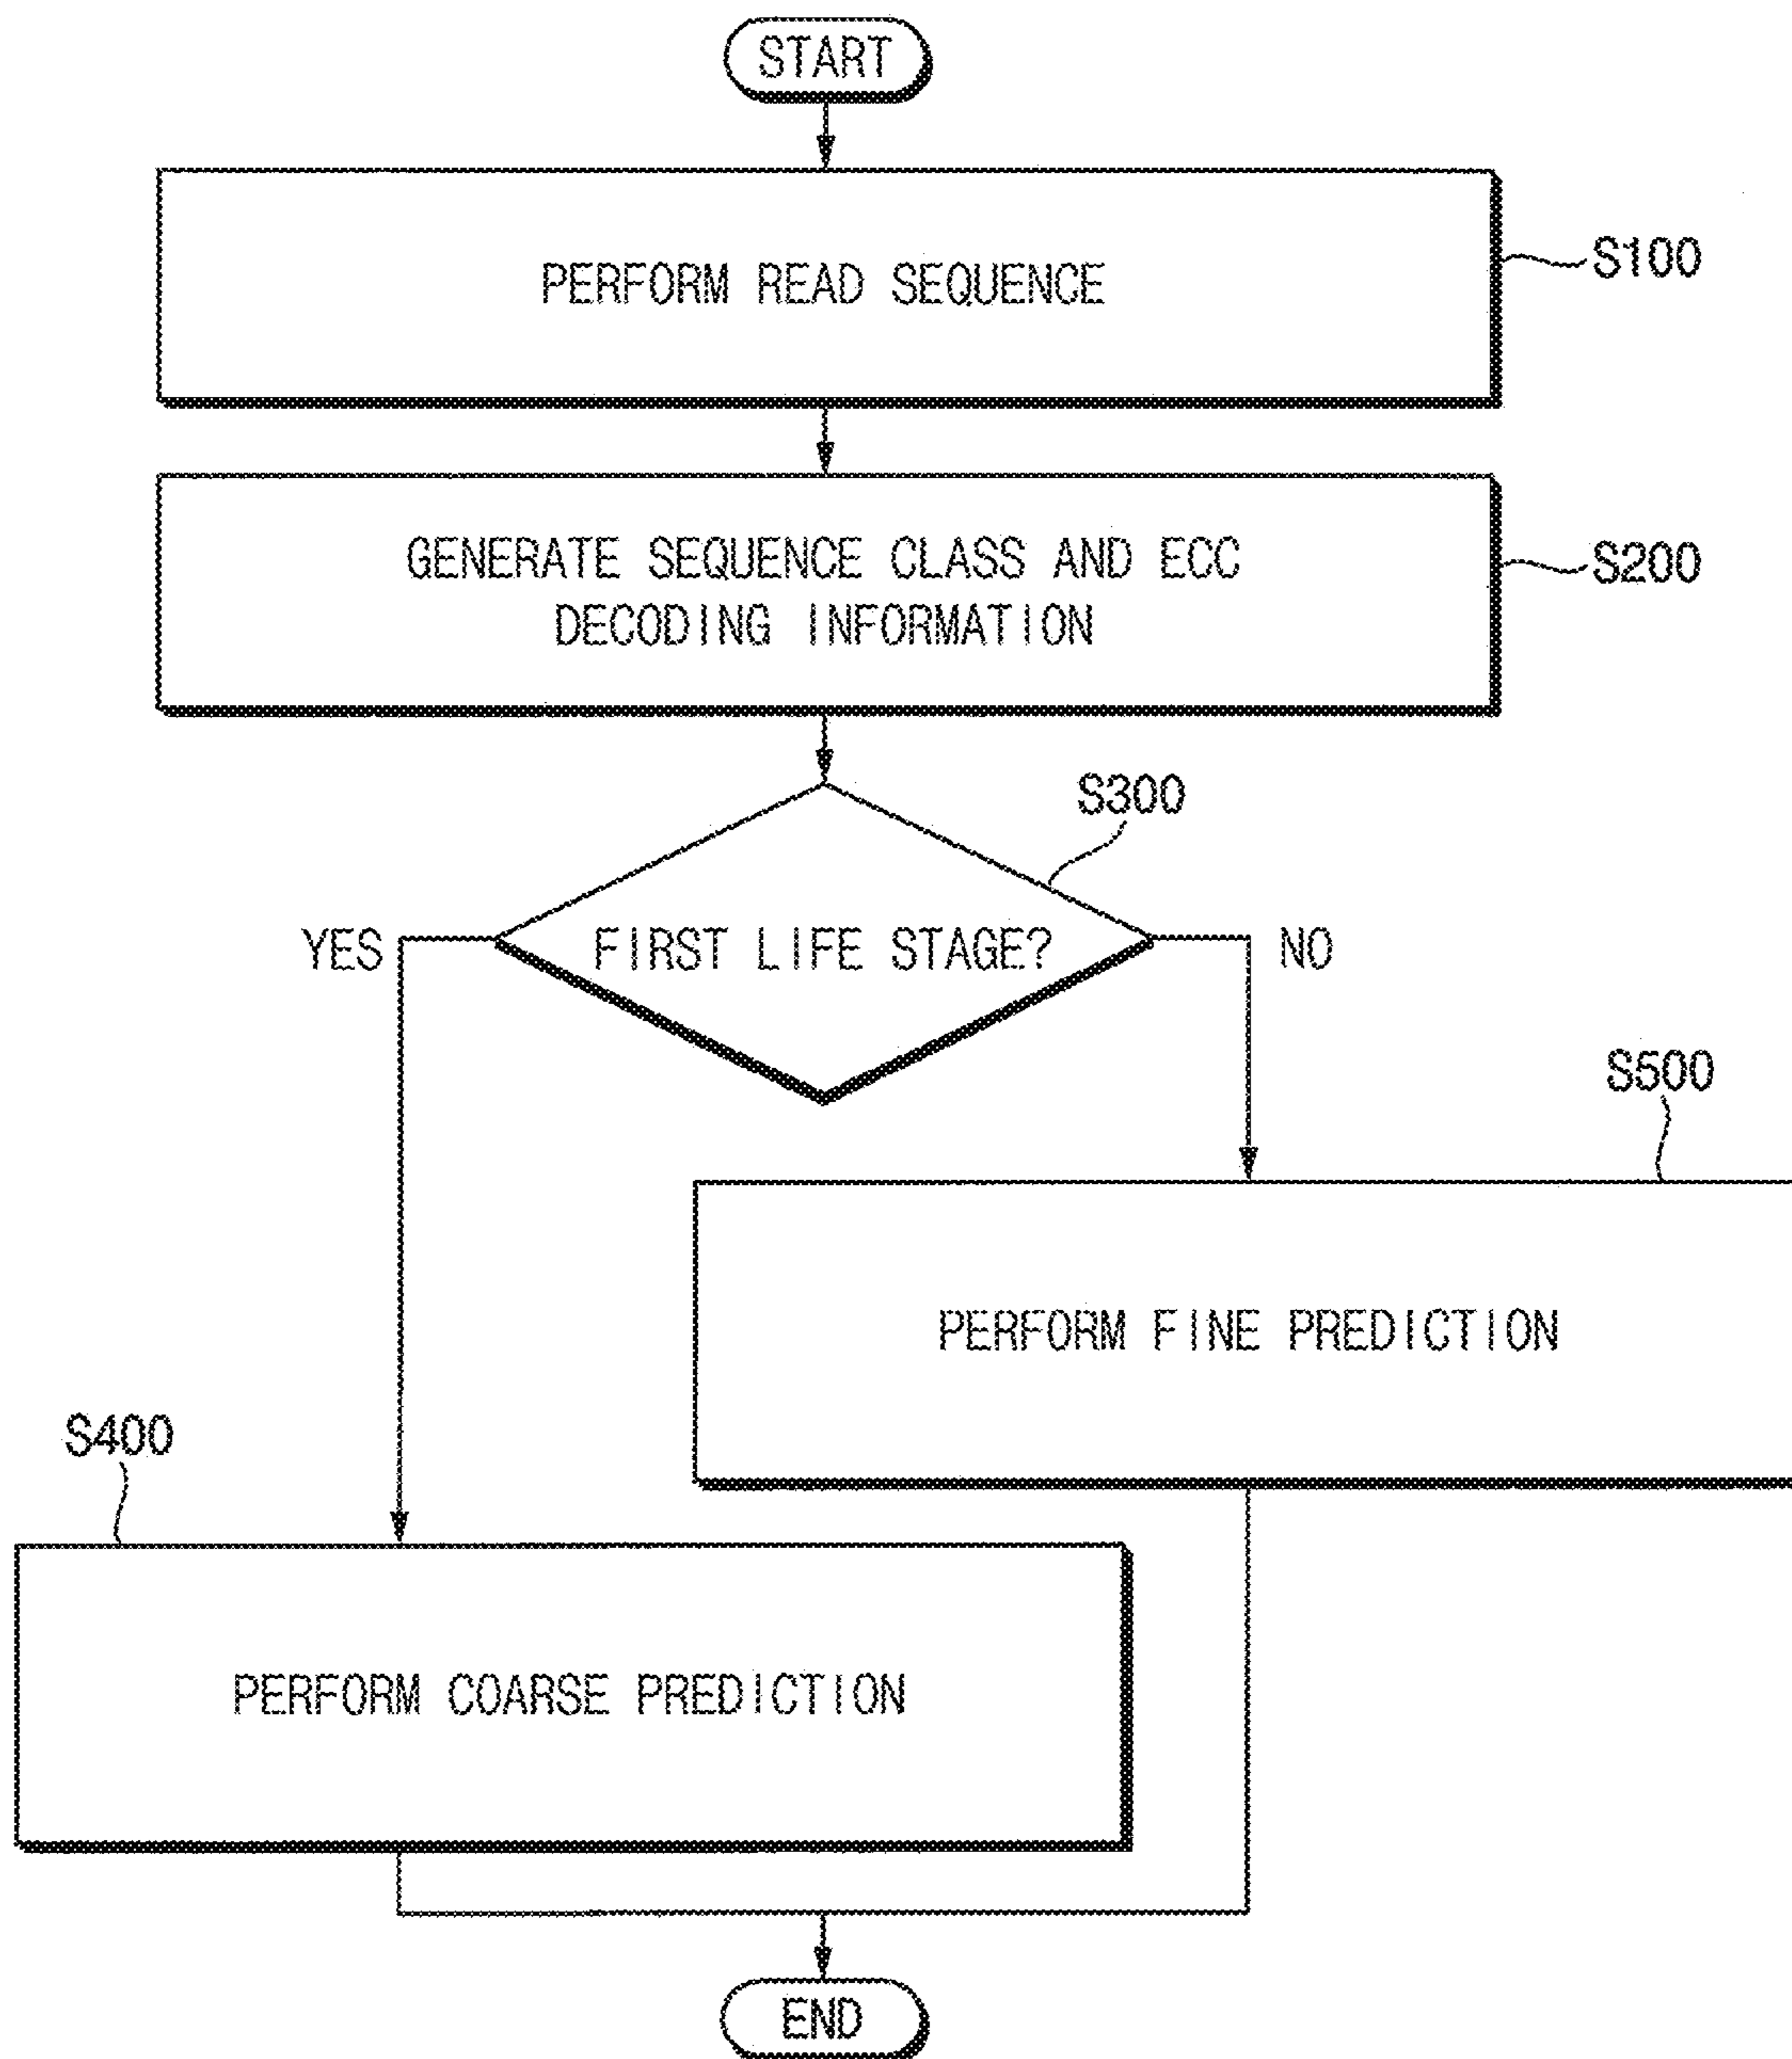 START
PERFORM READ SEQUENCE
S100
GENERATE SEQUENCE CLASS AND ECC
DECODING INFORMATION
S200
S300
FIRST LIFE STAGE?
YES
NO
S500
PERFORM FINE PREDICTION
S400
PERFORM COARSE PREDICTION
END